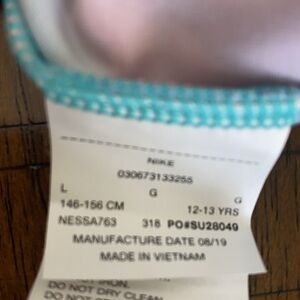 NIKE
030673133255
L G G
146-156 CM 12-13 YRS
NESSA763 316 PO#SU28049
MANUFACTURE DATE 08/19
MADE IN VIETNAM
DO NOT DRY CLEAN